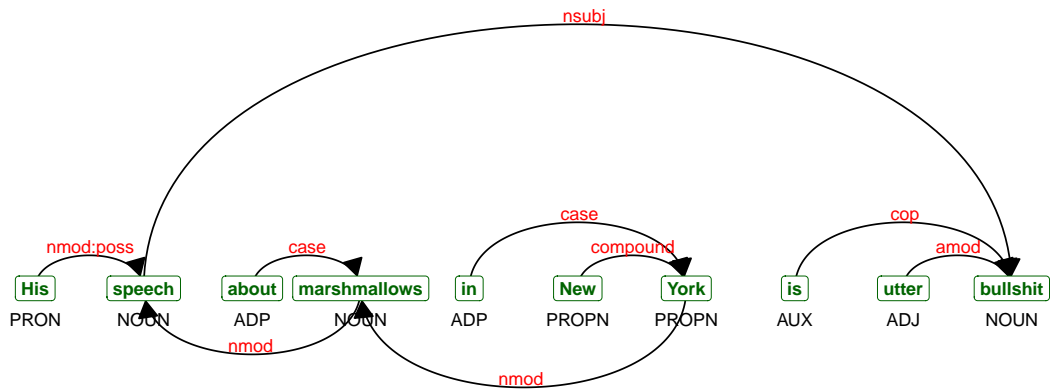 nsubj
case cop
nmod:poss case compound amod
His speech about marshmallows in New York is utter bullshit
PRON NOUN ADP NOUN ADP PROPN PROPN AUX ADJ NOUN
nmod
nmod